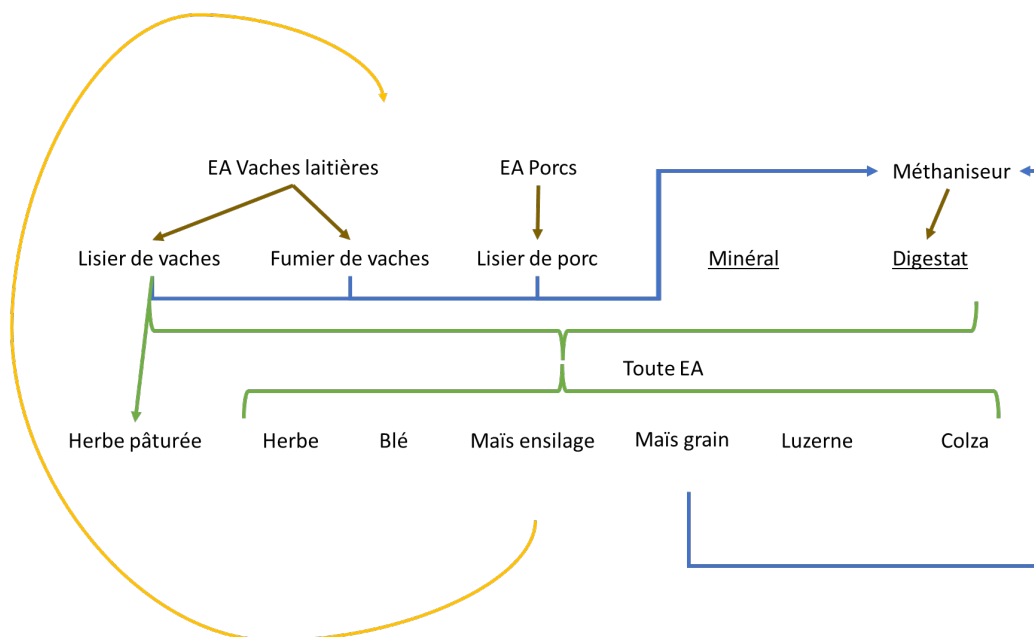 EA Vaches laitières
EA Porcs
Méthaniseur
Lisier de vaches
Fumier de vaches
Lisier de porc
Minéral
Digestat
Toute EA
Herbe pâturée
Herbe
Blé
Maïs ensilage
Maïs grain
Luzerne
Colza